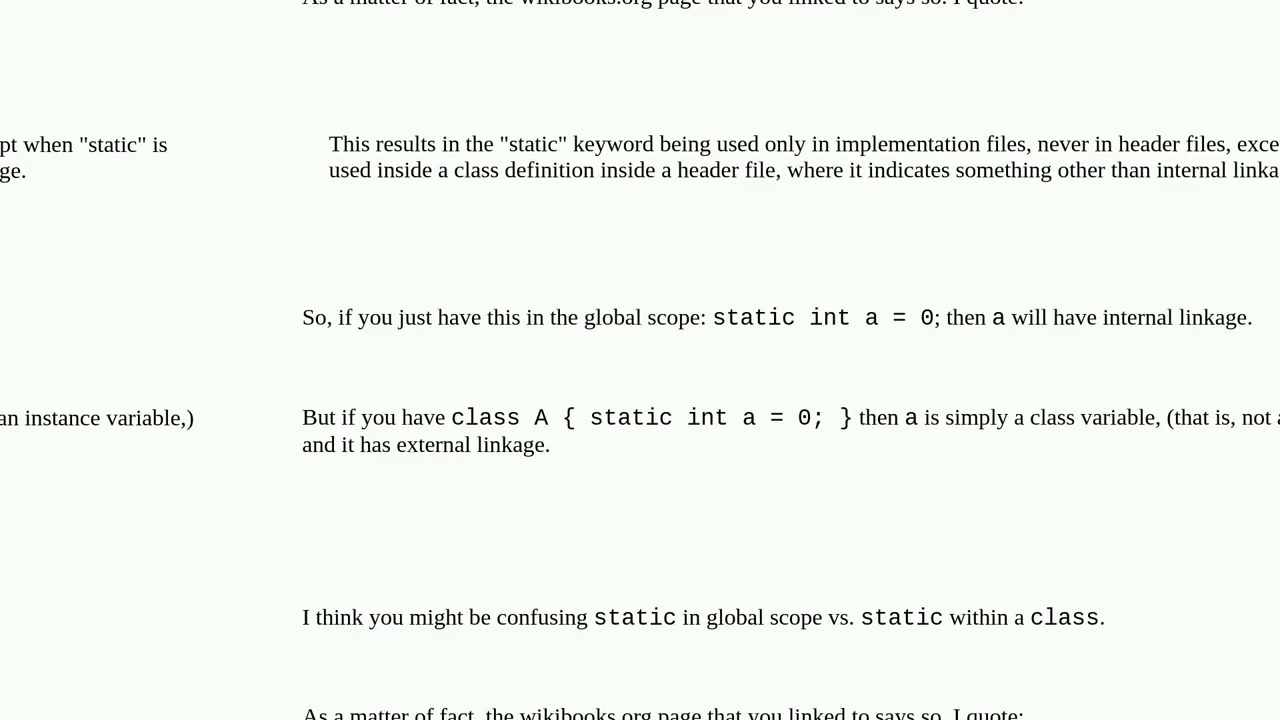 As a matter of fact, the wikibooks.org page that you linked to says so. I quote:
pt when "static" is
ge.
This results in the "static" keyword being used only in implementation files, never in header files, exce
used inside a class definition inside a header file, where it indicates something other than internal linka
So, if you just have this in the global scope: static int a = 0; then a will have internal linkage.
an instance variable,)
But if you have class A { static int a = 0; } then a is simply a class variable, (that is, not a
and it has external linkage.
I think you might be confusing static in global scope vs. static within a class.
As a matter of fact, the wikibooks.org page that you linked to says so. I quote: